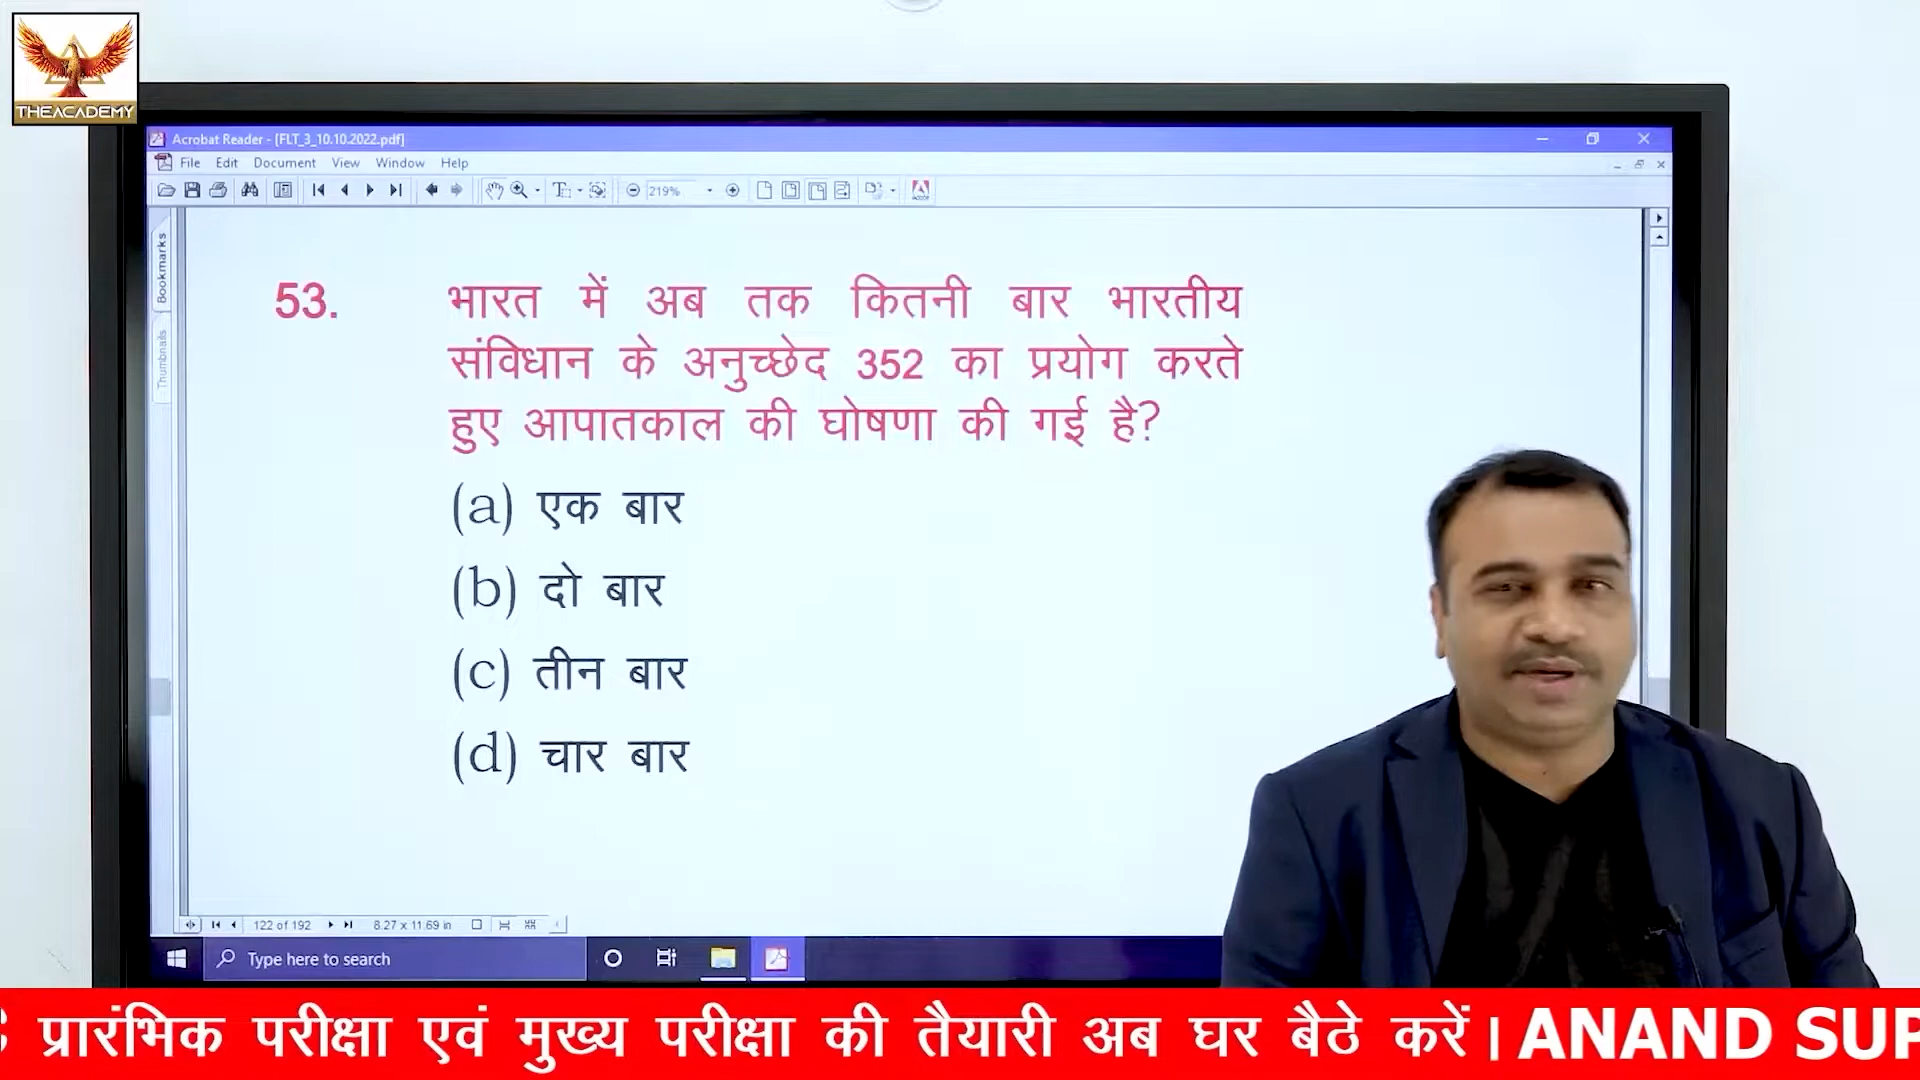 THEACADEMY
Acrobat Reader - [FLT_3_10.10.2022.pdf]
File Edit Document View Window Help
219%
Bookmarks
Thumbnails
53. भारत में अब तक कितनी बार भारतीय
संविधान के अनुच्छेद 352 का प्रयोग करते
हुए आपातकाल की घोषणा की गई है?
(a) एक बार
(b) दो बार
(c) तीन बार
(d) चार बार
122 of 192 8.27 x 11.69 in
Type here to search
प्रारंभिक परीक्षा एवं मुख्य परीक्षा की तैयारी अब घर बैठे करें। ANAND